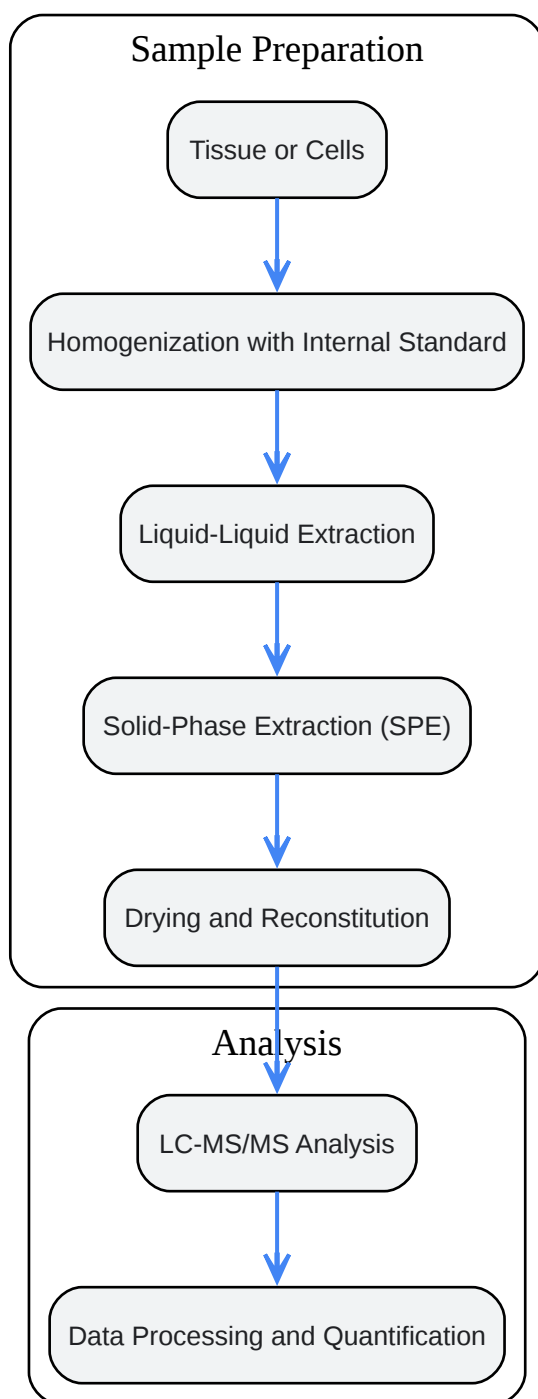 Sample Preparation
Tissue or Cells
Homogenization with Internal Standard
Liquid-Liquid Extraction
Solid-Phase Extraction (SPE)
Drying and Reconstitution
Analysis
LC-MS/MS Analysis
Data Processing and Quantification